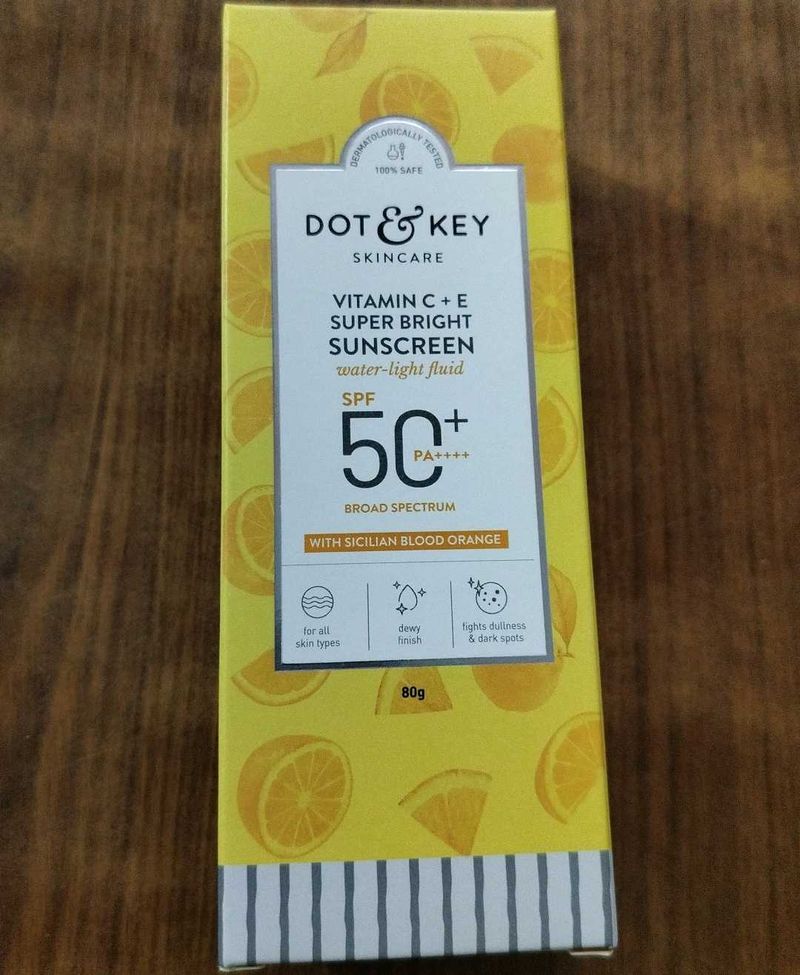 DERMATOLOGICALLY TESTED
100% SAFE
DOT & KEY
SKINCARE
VITAMIN C + E
SUPER BRIGHT
SUNSCREEN
water-light fluid
SPF
50+
PA++++
BROAD SPECTRUM
WITH SICILIAN BLOOD ORANGE
for all
skin types
dewy
finish
fights dullness
& dark spots
80g